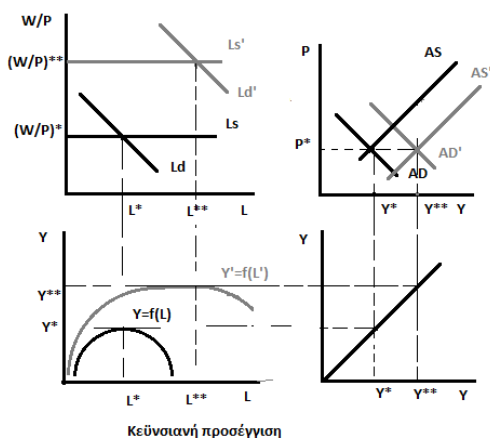 W/P
(W/P)**
Ls'
Ld'
(W/P)*
Ls
Ld
L*
L**
L
P
AS
AS'
P*
AD'
AD
Y*
Y**
Y
Y
Y'=f(L')
Y**
Y=f(L)
Y*
L*
L**
L
Y
Y*
Y**
Y
Κεϋνσιανή προσέγγιση